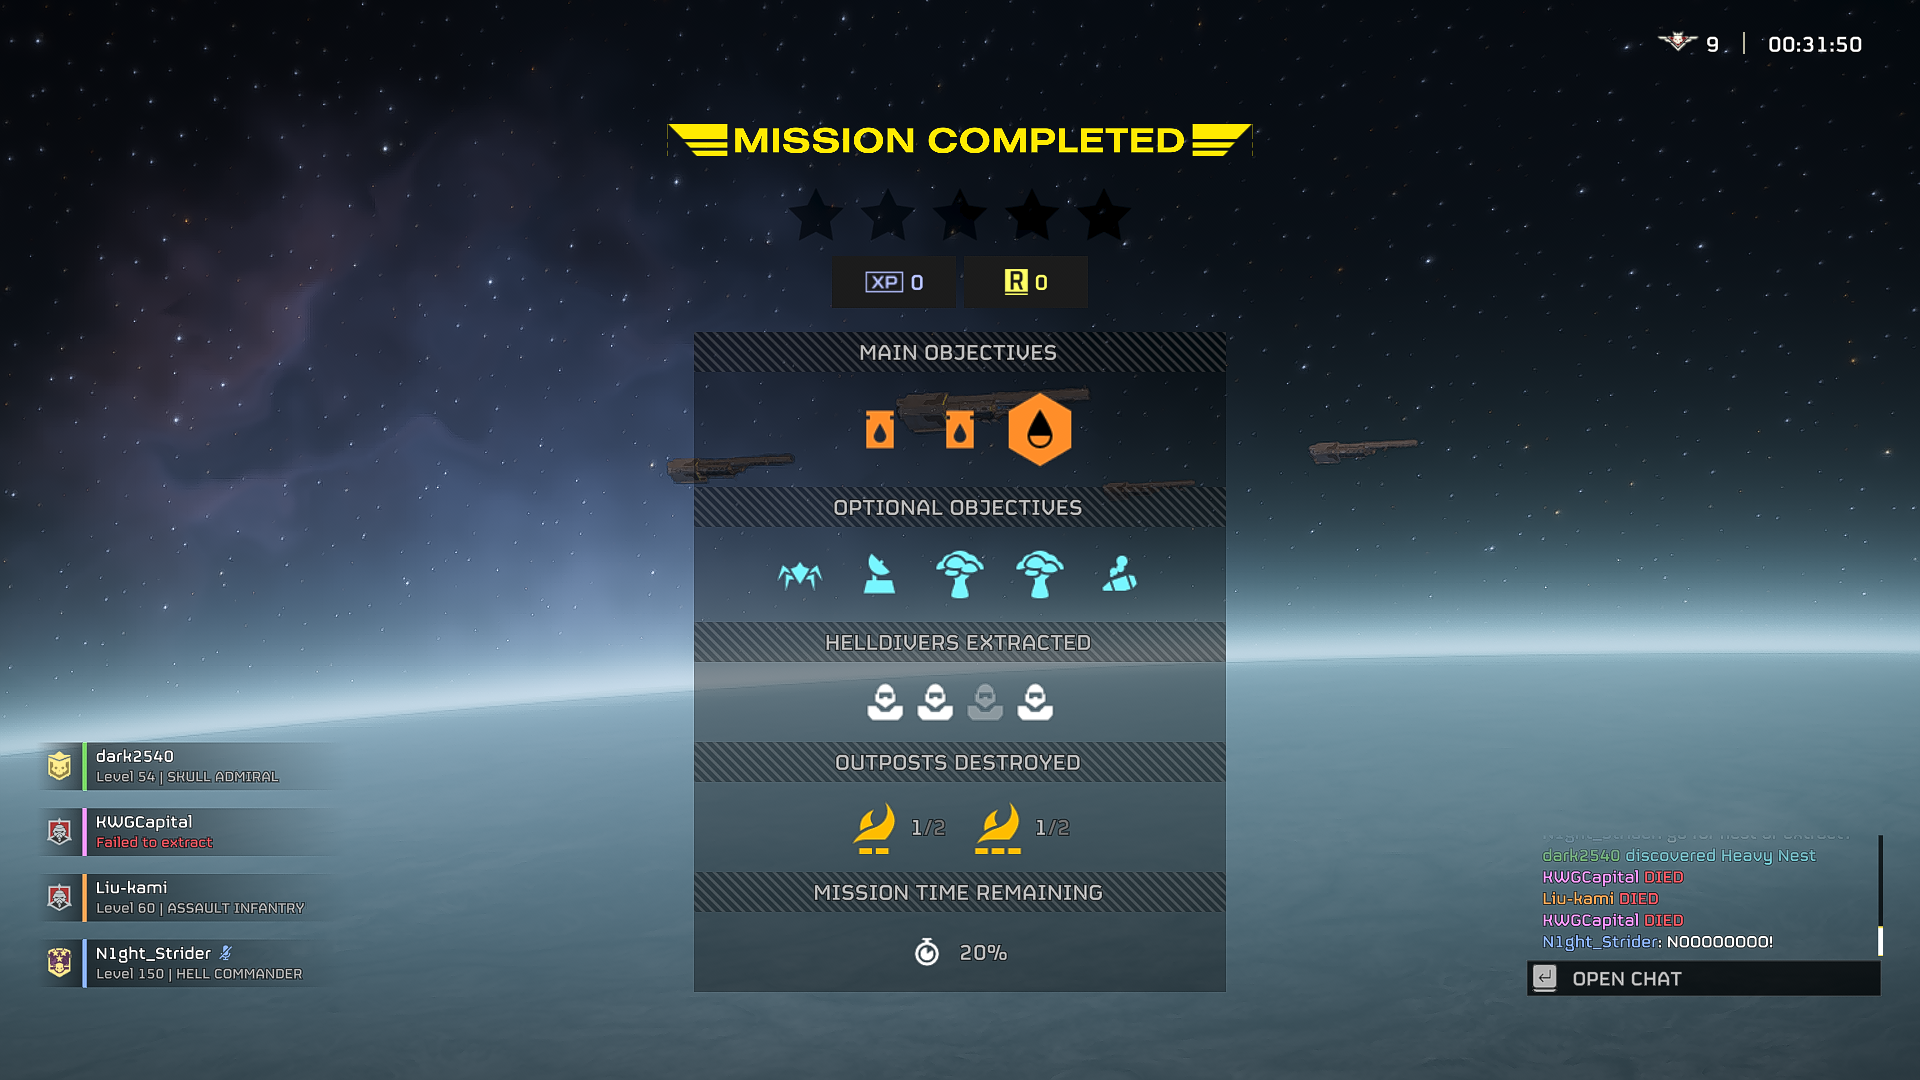 9
00:31:50
MISSION COMPLETED
XP 0
R 0
MAIN OBJECTIVES
OPTIONAL OBJECTIVES
HELLDIVERS EXTRACTED
OUTPOSTS DESTROYED
1/2
1/2
MISSION TIME REMAINING
20%
dark2540
Level 54 | SKULL ADMIRAL
KWGCapital
Failed to extract
Liu-kami
Level 60 | ASSAULT INFANTRY
N1ght_Strider
Level 150 | HELL COMMANDER
dark2540 discovered Heavy Nest
KWGCapital DIED
Liu-kami DIED
KWGCapital DIED
N1ght_Strider: NOOOOOOO!
OPEN CHAT